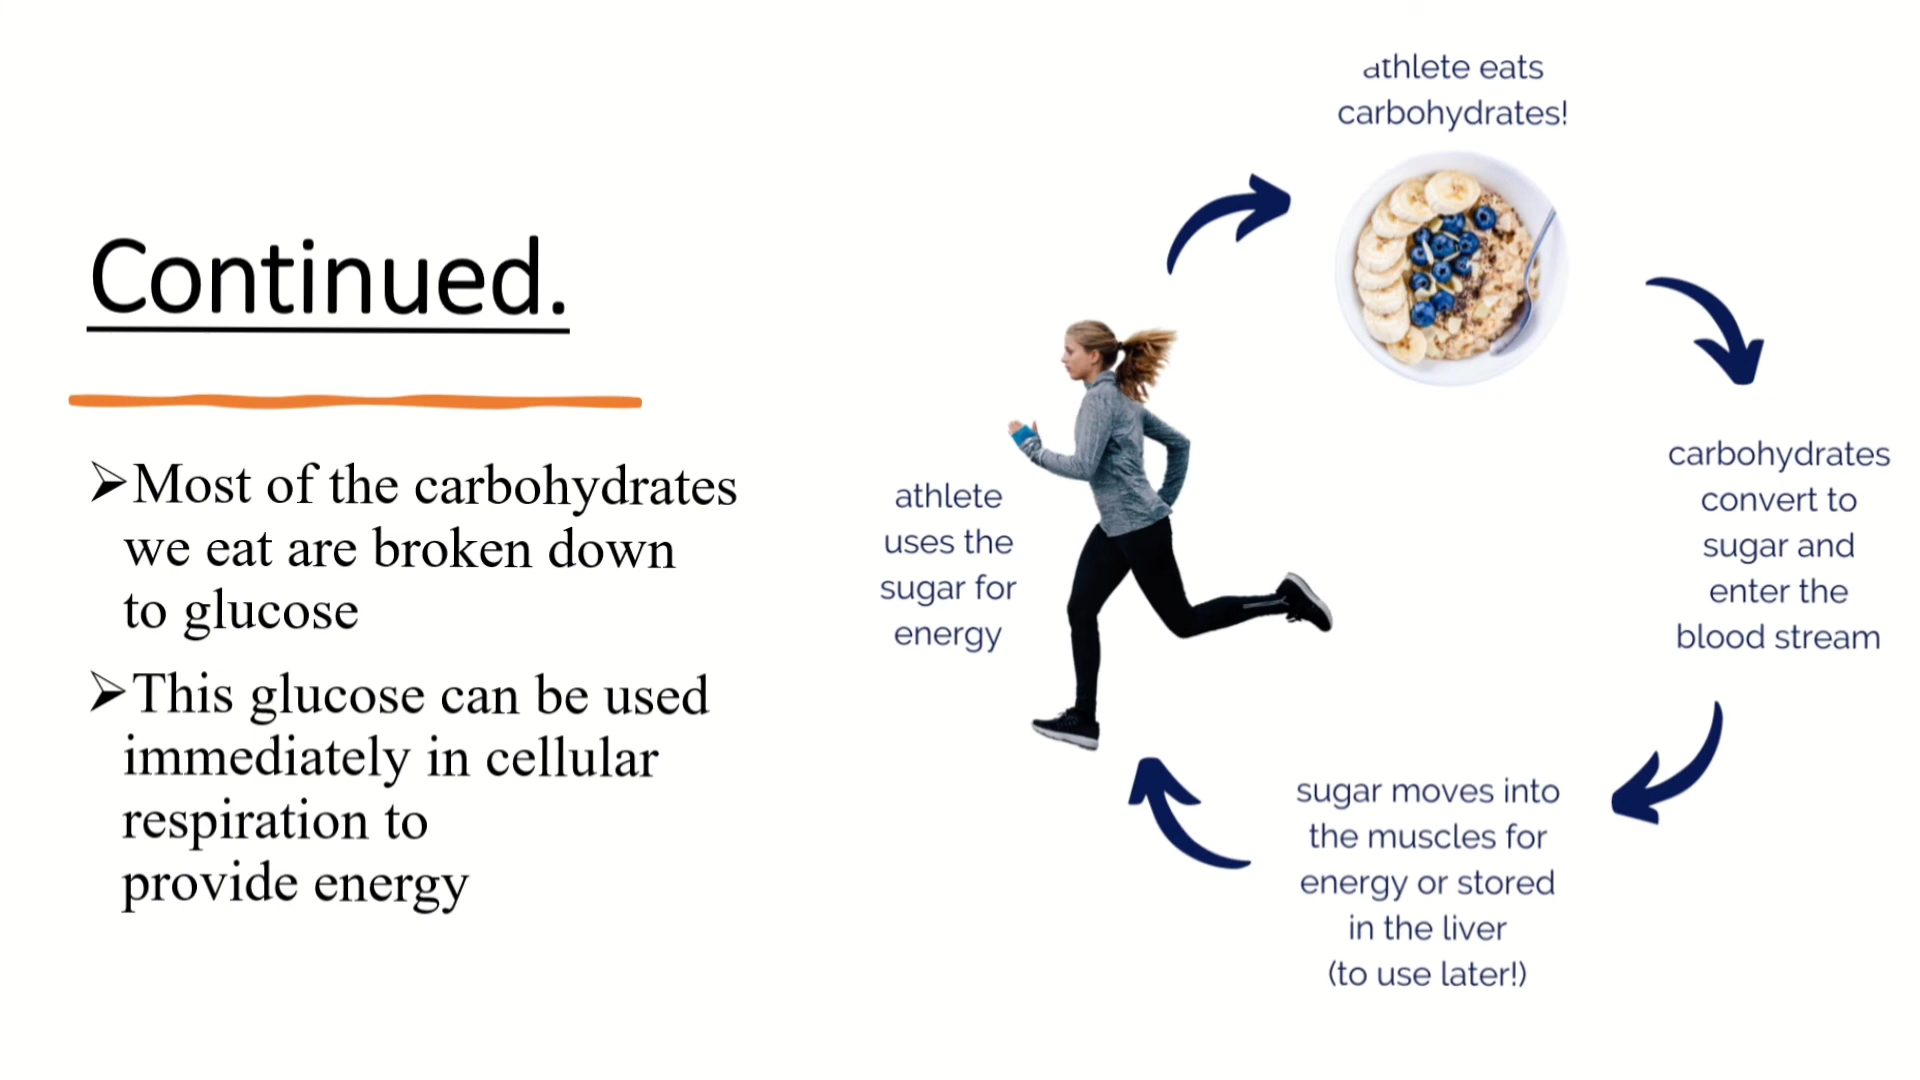 Continued.
➢Most of the carbohydrates
we eat are broken down
to glucose
➢This glucose can be used
immediately in cellular
respiration to
provide energy
athlete eats
carbohydrates!
carbohydrates
convert to
sugar and
enter the
blood stream
sugar moves into
the muscles for
energy or stored
in the liver
(to use later!)
athlete
uses the
sugar for
energy